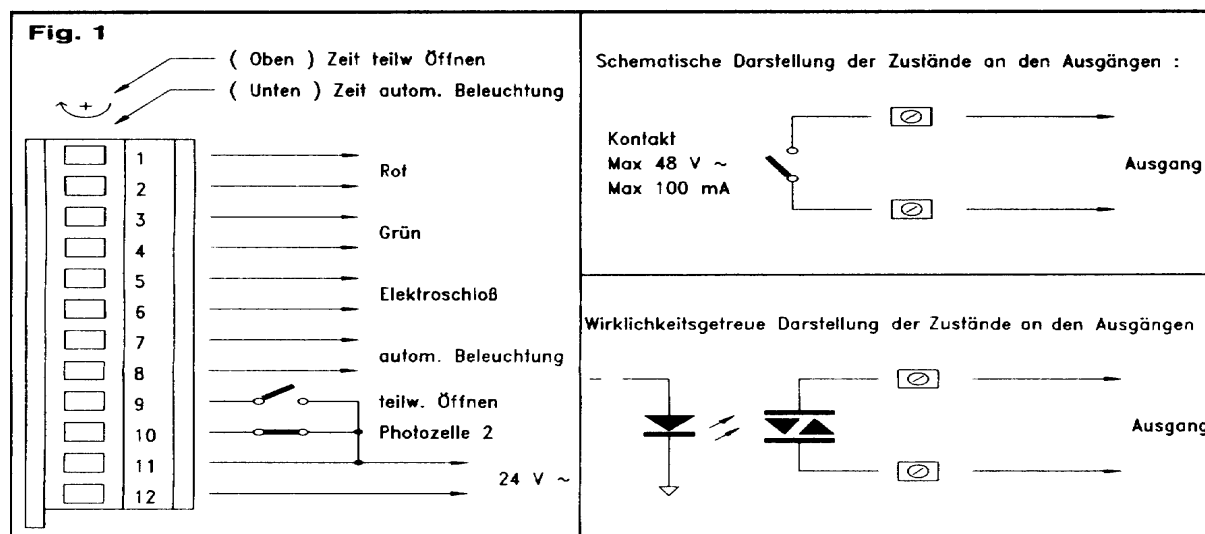 Fig. 1
( Oben ) Zeit teilw Öffnen
( Unten ) Zeit autom. Beleuchtung
+
1
2
Rot
3
4
Grün
5
6
Elektroschloß
7
8
autom. Beleuchtung
9
teilw. Öffnen
10
Photozelle 2
11
12
24 V ~
Schematische Darstellung der Zustände an den Ausgängen :
Kontakt
Max 48 V ~
Max 100 mA
Ausgang
Wirklichkeitsgetreue Darstellung der Zustände an den Ausgängen
Ausgang